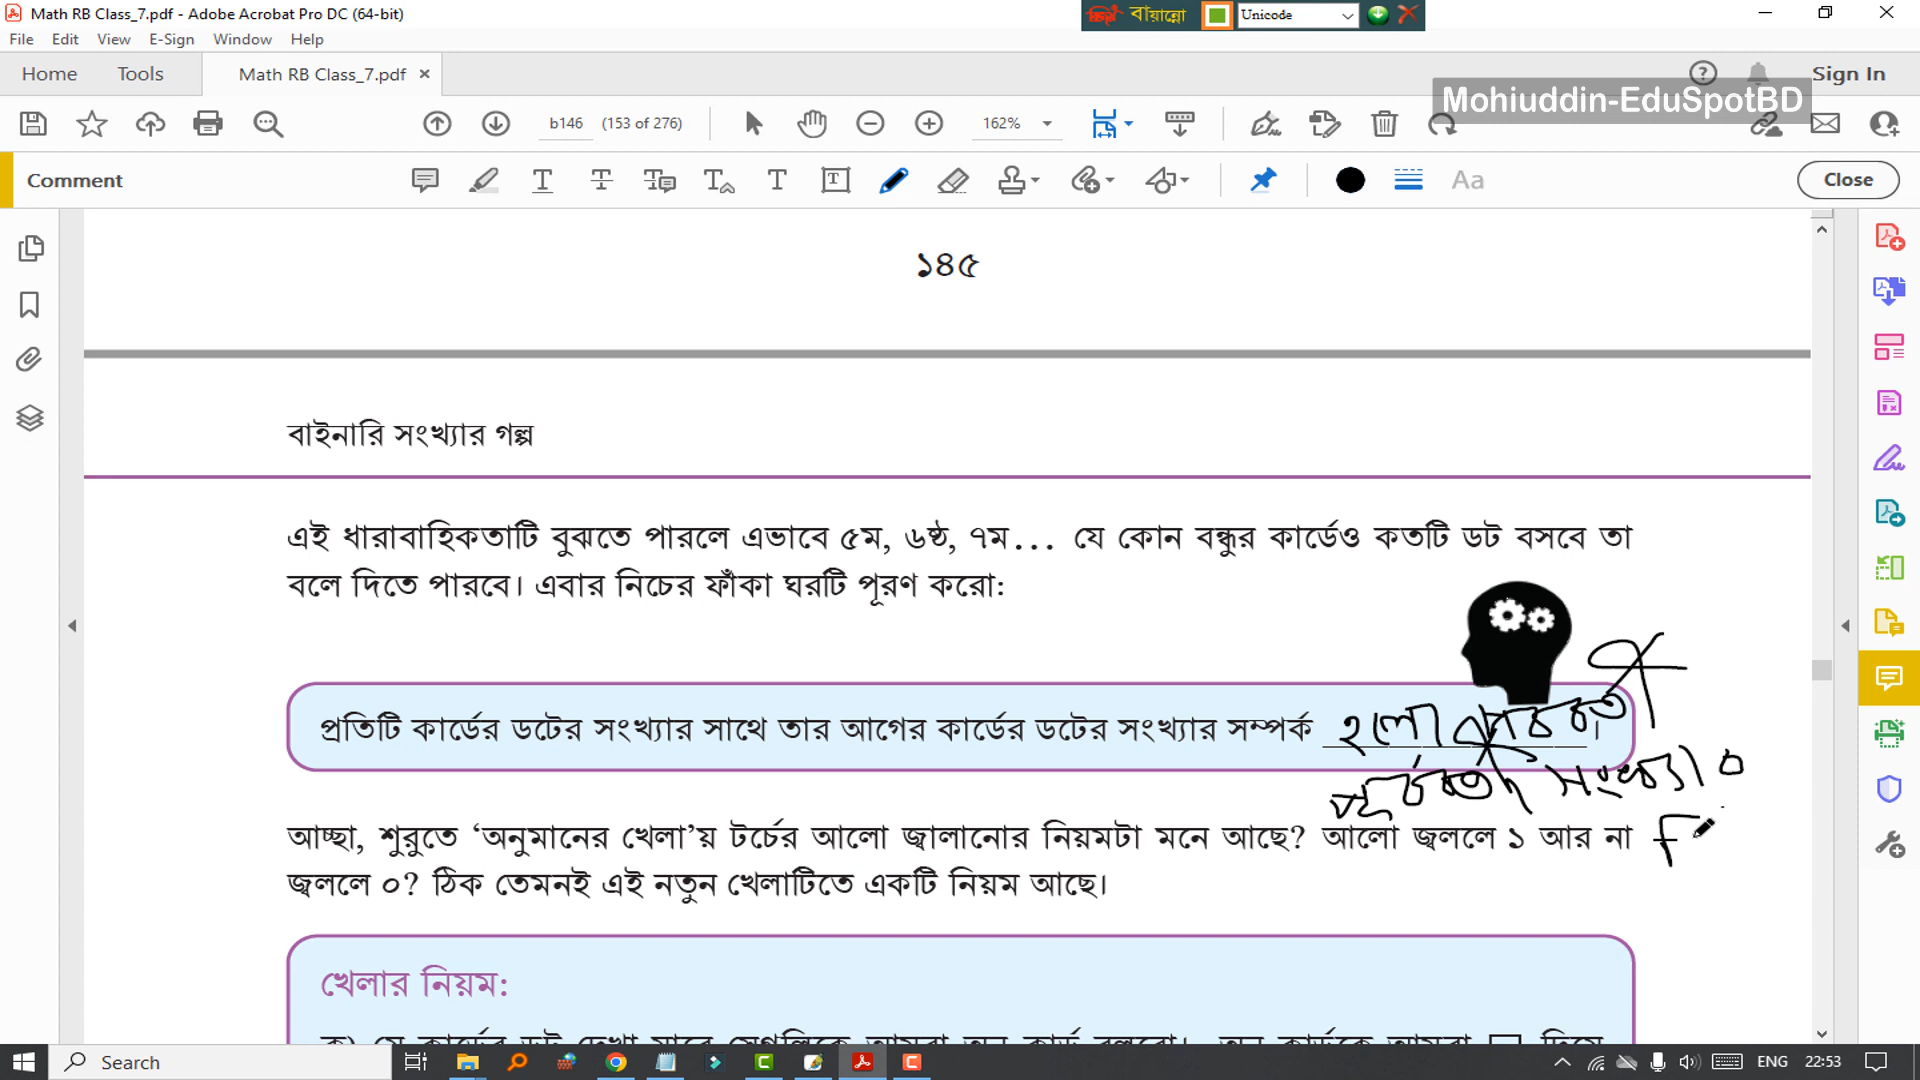 Math RB Class_7.pdf - Adobe Acrobat Pro DC (64-bit)
বায়ান্নো
Unicode
File Edit View E-Sign Window Help
Home Tools Math RB Class_7.pdf Sign In
Mohiuddin-EduSpotBD
b146 (153 of 276) 162%
Comment Aa Close
১৪৫
বাইনারি সংখ্যার গল্প
এই ধারাবাহিকতাটি বুঝতে পারলে এভাবে ৫ম, ৬ষ্ঠ, ৭ম... যে কোন বন্ধুর কার্ডেও কতটি ডট বসবে তা
বলে দিতে পারবে। এবার নিচের ফাঁকা ঘরটি পূরণ করো:
প্রতিটি কার্ডের ডটের সংখ্যার সাথে তার আগের কার্ডের ডটের সংখ্যার সম্পর্ক হলো ।
সংখ্যা
আচ্ছা, শুরুতে ‘অনুমানের খেলা’য় টর্চের আলো জ্বালানোর নিয়মটা মনে আছে? আলো জ্বললে ১ আর না
জ্বললে ০? ঠিক তেমনই এই নতুন খেলাটিতে একটি নিয়ম আছে।
খেলার নিয়ম:
Search ENG 22:53